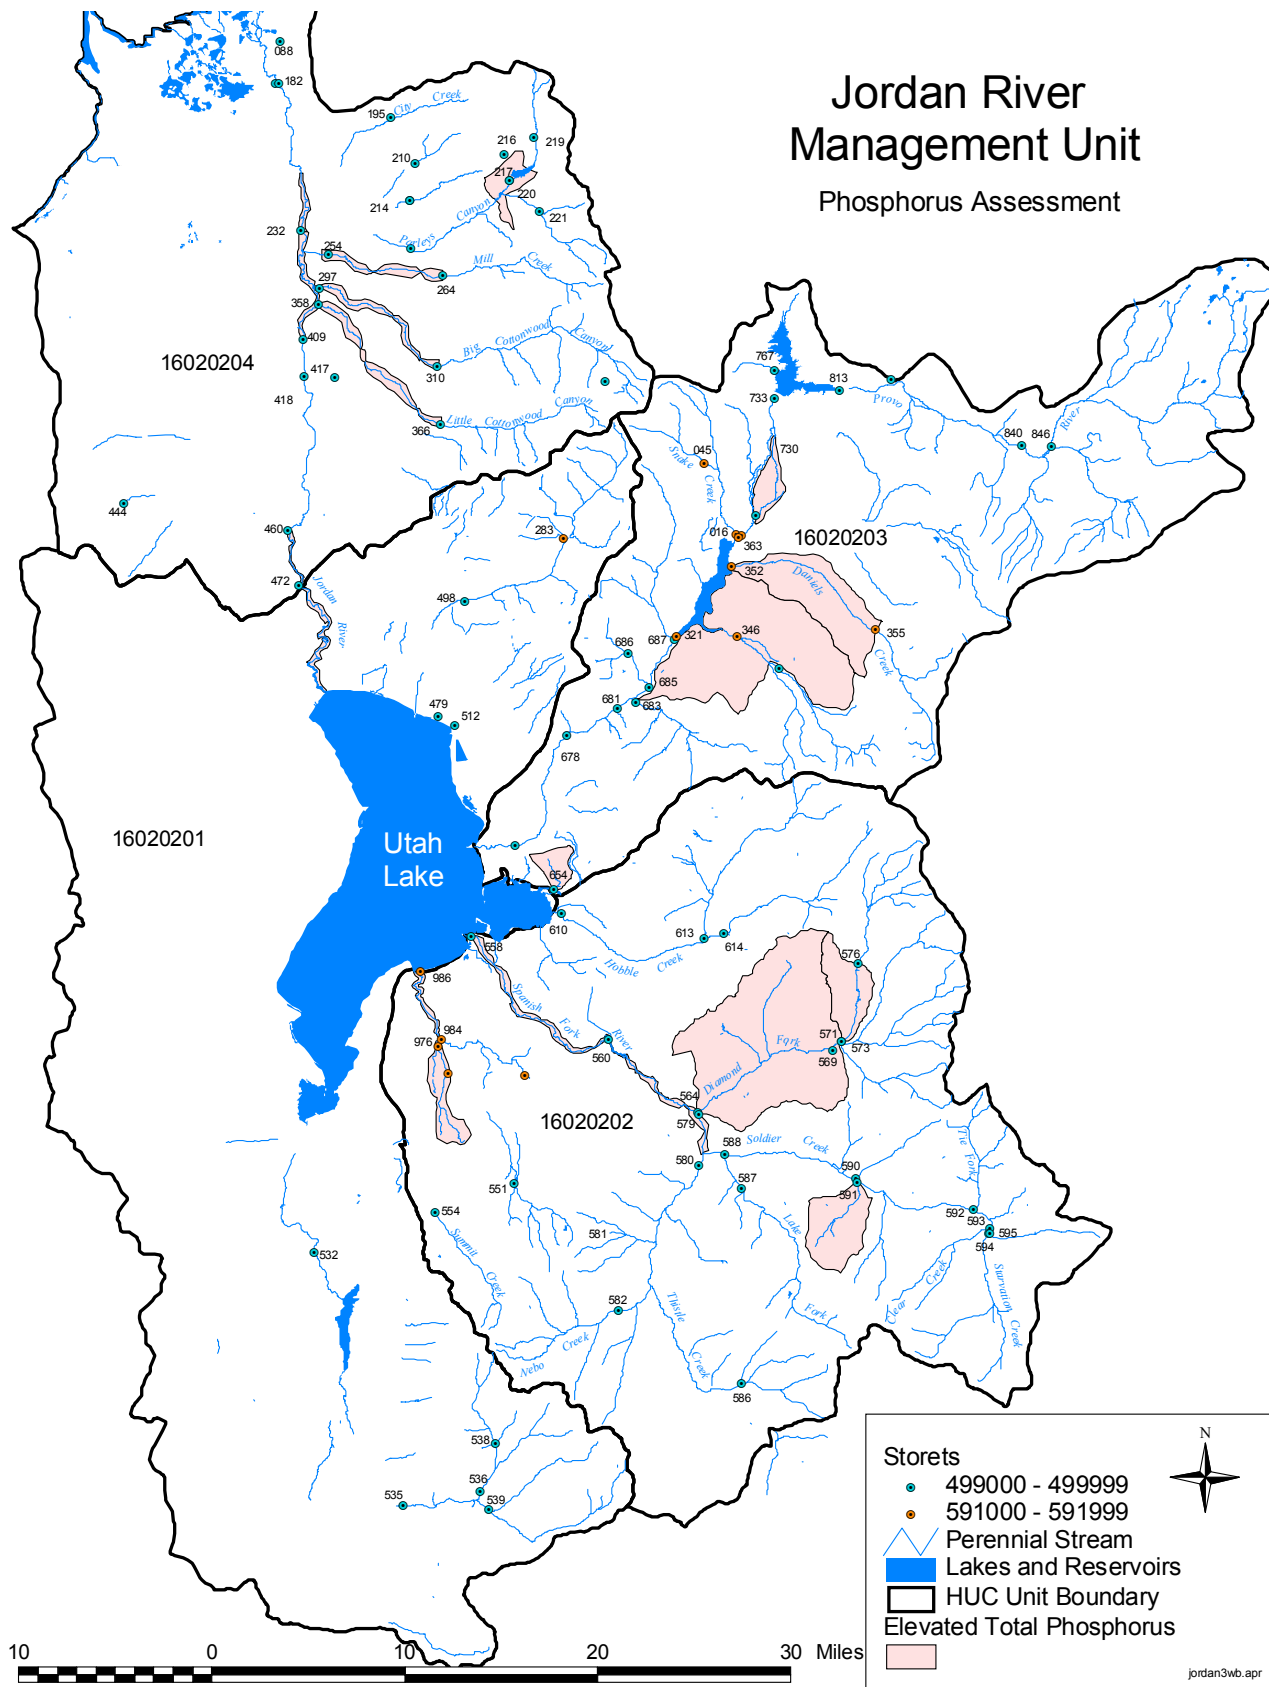 Jordan River
Management Unit
Phosphorus Assessment
088
182
195
City Creek
210
216
219
217
220
214
221
Parleys Canyon
232
254
Mill Creek
264
297
358
409
16020204
417
418
310
Big Cottonwood Canyon
366
Little Cottonwood Canyon
444
460
472
Jordan River
767
813
733
Provo River
840
846
045
Snake Creek
730
283
016
363
16020203
352
Daniels Creek
355
498
686
687
321
346
685
681
683
678
479
512
16020201
Utah
Lake
654
610
558
613
614
Hobble Creek
576
986
Spanish Fork River
984
976
560
571
573
569
Diamond Fork
564
579
16020202
588
Soldier Creek
580
587
590
591
Tie Fork
551
554
Summit Creek
581
Lake Fork
592
593
595
594
532
Clear Creek
Starvation Creek
582
Thistle Creek
Nebo Creek
586
538
536
535
539
N
Storets
499000 - 499999
591000 - 591999
Perennial Stream
Lakes and Reservoirs
HUC Unit Boundary
Elevated Total Phosphorus
10 0 10 20 30 Miles
jordan3wb.apr